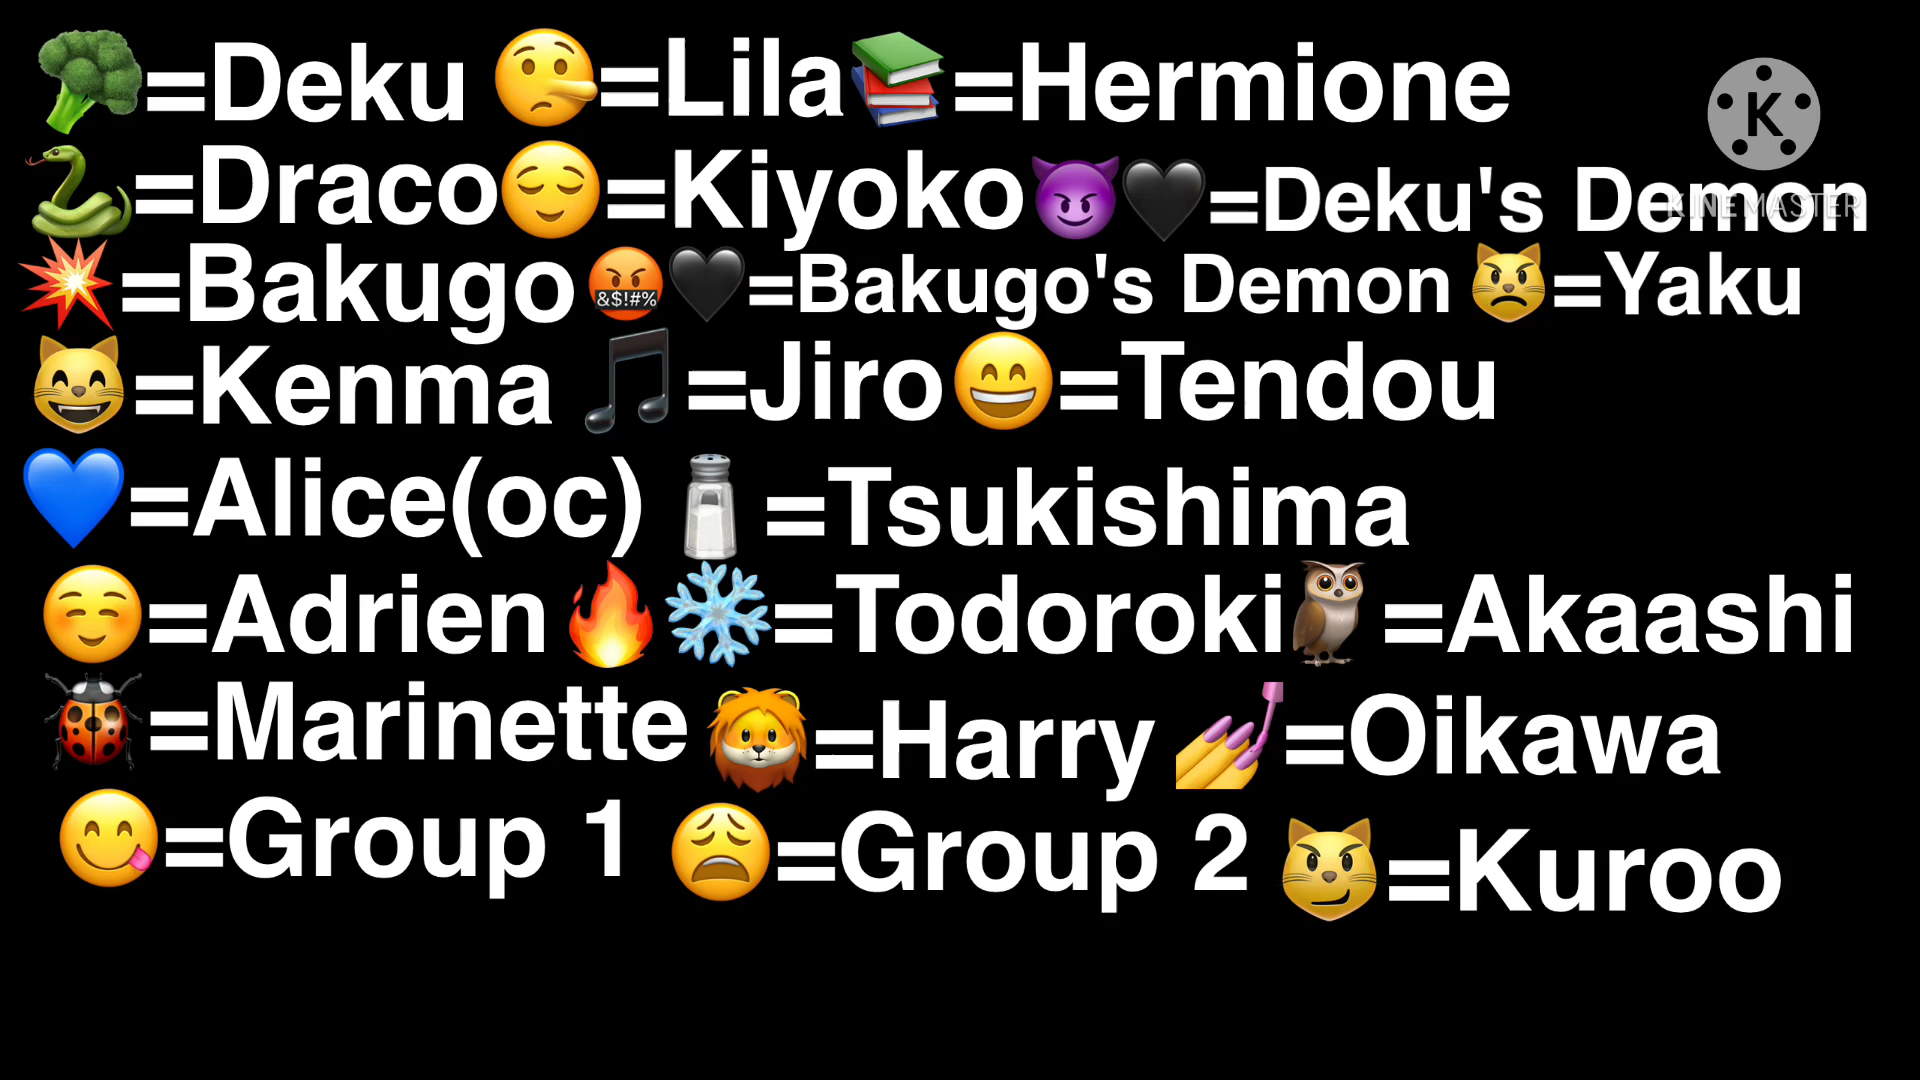 🥦=Deku 🤥=Lila📚=Hermione
🐍=Draco😌=Kiyoko😈🖤=Deku's Demon
💥=Bakugo🤬🖤=Bakugo's Demon 😾=Yaku
😸=Kenma 🎵=Jiro😄=Tendou
💙=Alice(oc) 🧂=Tsukishima
☺️=Adrien 🔥❄️=Todoroki🦉=Akaashi
🐞=Marinette 🦁=Harry 💅=Oikawa
😋=Group 1 😩=Group 2 😼=Kuroo
K
KINEMASTER